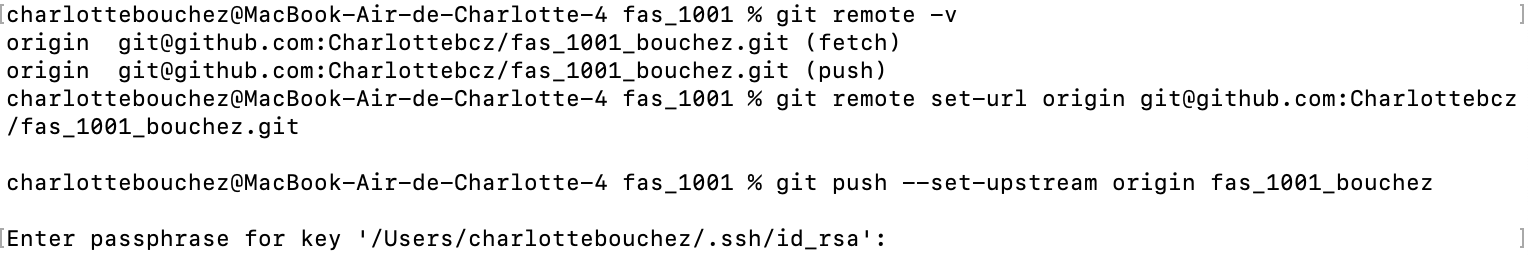 [charlottebouchez@MacBook-Air-de-Charlotte-4 fas_1001 % git remote -v ]
origin  git@github.com:Charlottebcz/fas_1001_bouchez.git (fetch)
origin  git@github.com:Charlottebcz/fas_1001_bouchez.git (push)
charlottebouchez@MacBook-Air-de-Charlotte-4 fas_1001 % git remote set-url origin git@github.com:Charlottebcz
/fas_1001_bouchez.git
charlottebouchez@MacBook-Air-de-Charlotte-4 fas_1001 % git push --set-upstream origin fas_1001_bouchez
[Enter passphrase for key '/Users/charlottebouchez/.ssh/id_rsa': ]